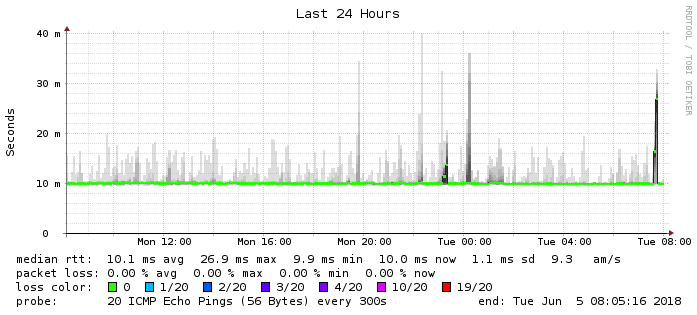 Last 24 Hours
RRDTOOL / TOBI OETIKER
Seconds
40 m
30 m
20 m
10 m
0
Mon 12:00 Mon 16:00 Mon 20:00 Tue 00:00 Tue 04:00 Tue 08:00
median rtt: 10.1 ms avg 26.9 ms max 9.9 ms min 10.0 ms now 1.1 ms sd 9.3 am/s
packet loss: 0.00 % avg 0.00 % max 0.00 % min 0.00 % now
loss color: 0 1/20 2/20 3/20 4/20 10/20 19/20
probe: 20 ICMP Echo Pings (56 Bytes) every 300s end: Tue Jun 5 08:05:16 2018